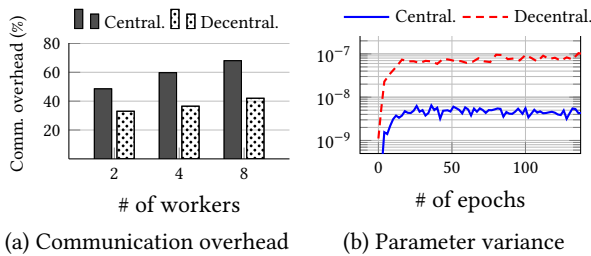 Central. Decentral.
Comm. overhead (%)
80
60
40
20
2 4 8
# of workers
(a) Communication overhead
Central. Decentral.
10⁻⁷
10⁻⁸
10⁻⁹
0 50 100
# of epochs
(b) Parameter variance